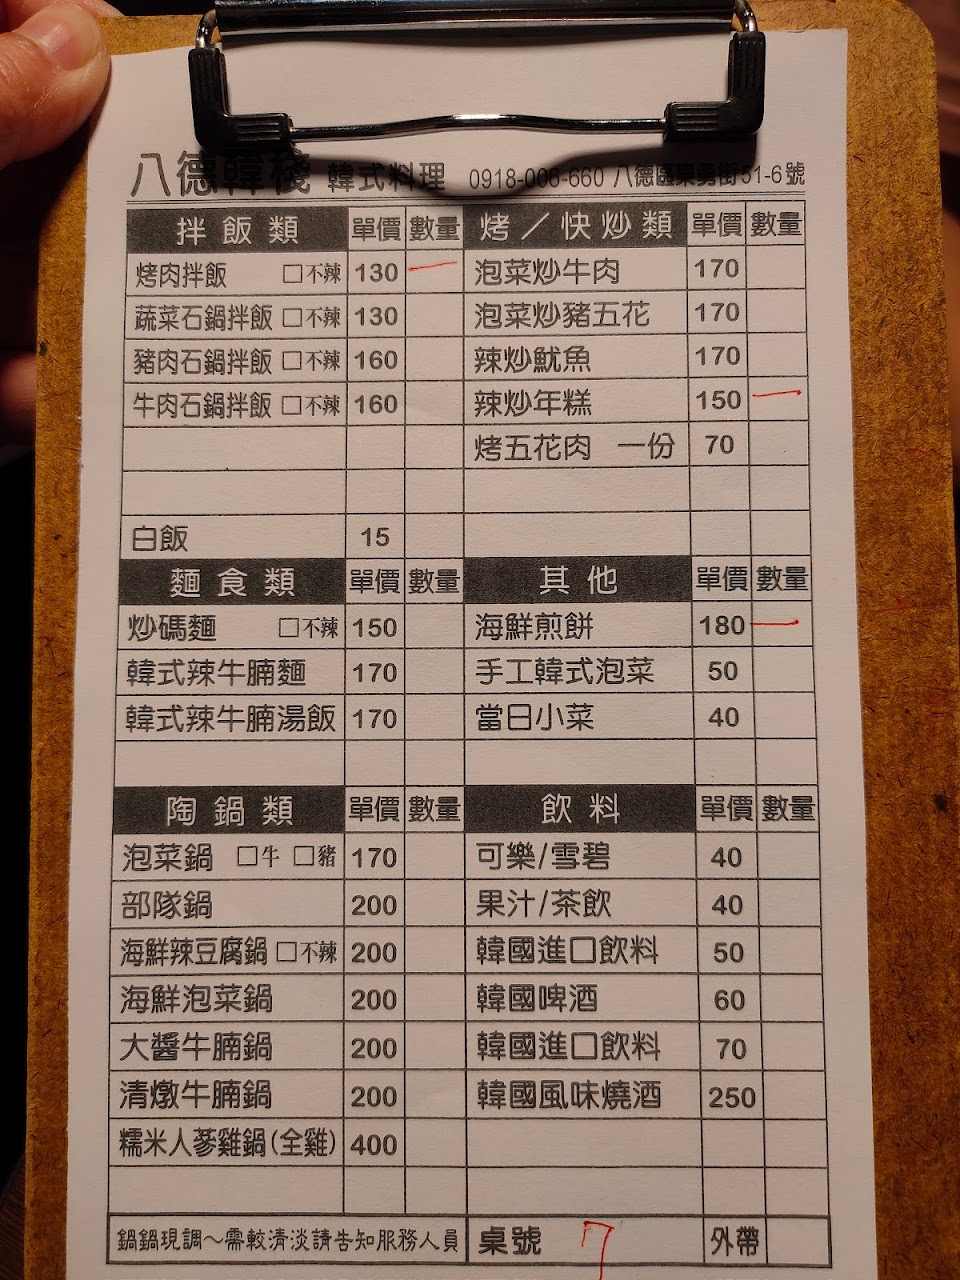 八德韓棧 韓式料理 0918-006-660 八德區東勇街51-6號
拌飯類 單價 數量
烤肉拌飯 □不辣 130 一
蔬菜石鍋拌飯 □不辣 130
豬肉石鍋拌飯 □不辣 160
牛肉石鍋拌飯 □不辣 160
白飯 15
麵食類 單價 數量
炒碼麵 □不辣 150
韓式辣牛腩麵 170
韓式辣牛腩湯飯 170
陶鍋類 單價 數量
泡菜鍋 □牛 □豬 170
部隊鍋 200
海鮮辣豆腐鍋 □不辣 200
海鮮泡菜鍋 200
大醬牛腩鍋 200
清燉牛腩鍋 200
糯米人蔘雞鍋(全雞) 400
烤/快炒類 單價 數量
泡菜炒牛肉 170
泡菜炒豬五花 170
辣炒魷魚 170
辣炒年糕 150 一
烤五花肉 一份 70
其他 單價 數量
海鮮煎餅 180 一
手工韓式泡菜 50
當日小菜 40
飲料 單價 數量
可樂/雪碧 40
果汁/茶飲 40
韓國進口飲料 50
韓國啤酒 60
韓國進口飲料 70
韓國風味燒酒 250
鍋鍋現調～需較清淡請告知服務人員 桌號 7 外帶